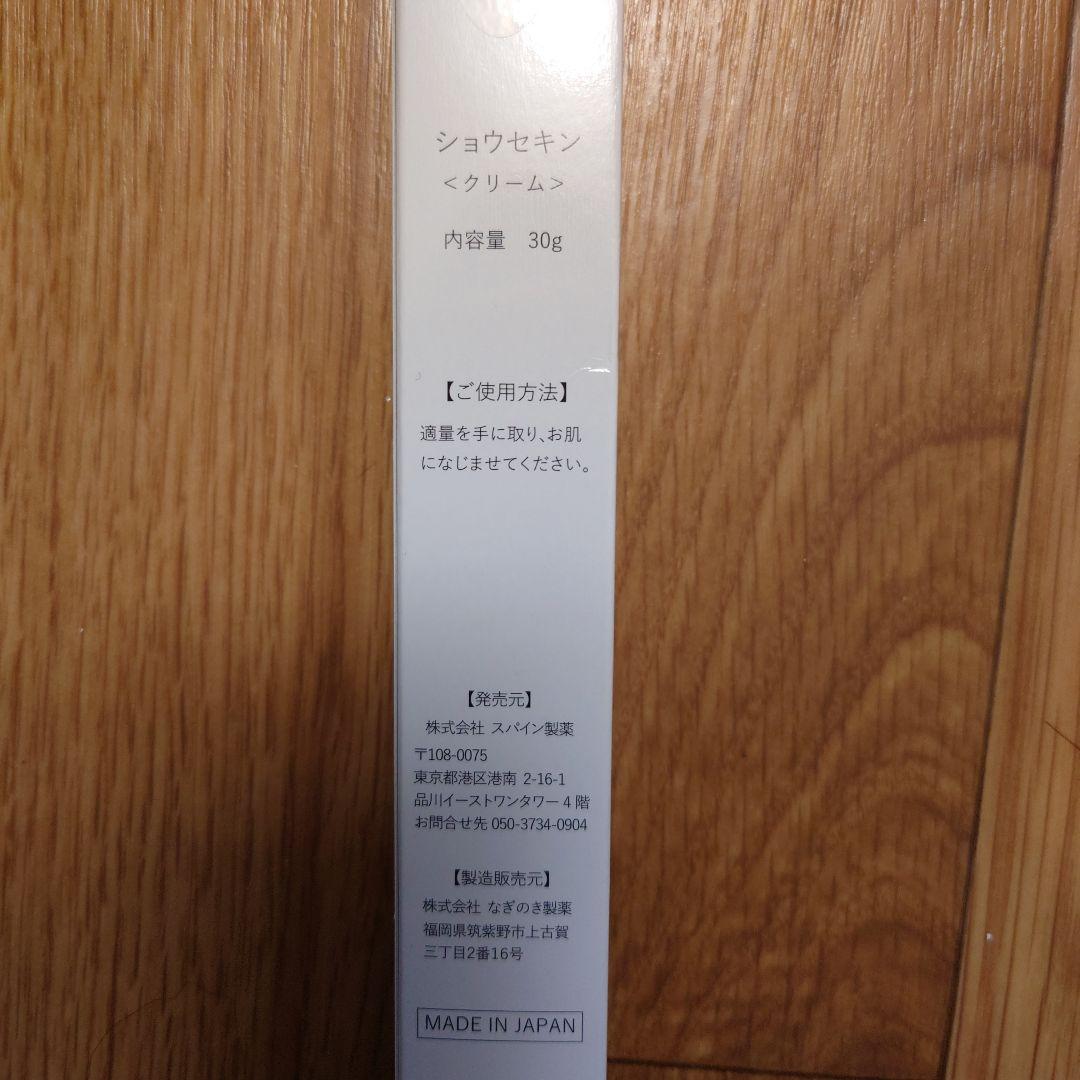 ショウセキン
＜クリーム＞
内容量　30g
【ご使用方法】
適量を手に取り、お肌
になじませてください。
【発売元】
株式会社 スパイン製薬
〒108-0075
東京都港区港南 2-16-1
品川イーストワンタワー 4 階
お問合せ先 050-3734-0904
【製造販売元】
株式会社 なぎのき製薬
福岡県筑紫野市上古賀
三丁目2番16号
MADE IN JAPAN